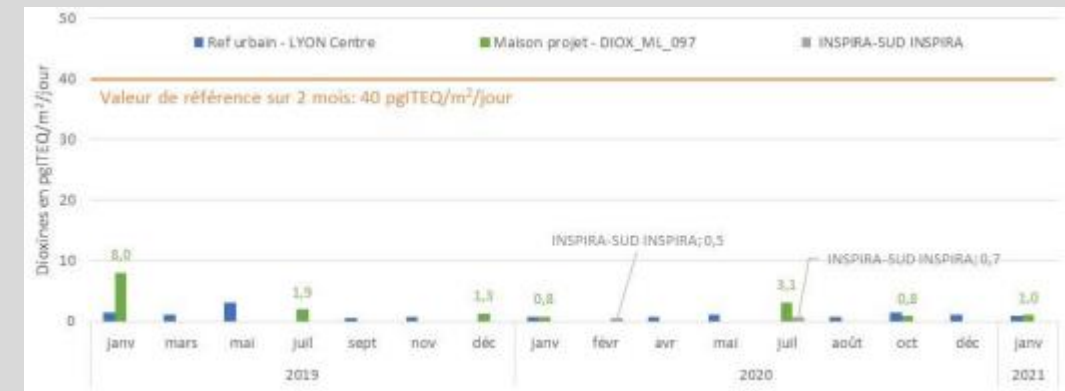 50
Ref urbain - LYON Centre
Maison projet - DIOX_ML_097
INSPIRA-SUD INSPIRA
40
Valeur de référence sur 2 mois: 40 pgITEQ/m²/jour
Dioxines en pgITEQ/m²/jour
30
20
INSPIRA-SUD INSPIRA; 0,5
INSPIRA-SUD INSPIRA; 0,7
10
8,0
1,9
1,3
0,8
3,1
0,8
1,0
0
janv mars mai juil sept nov déc janv févr avr mai juil août oct déc janv
2019 2020 2021